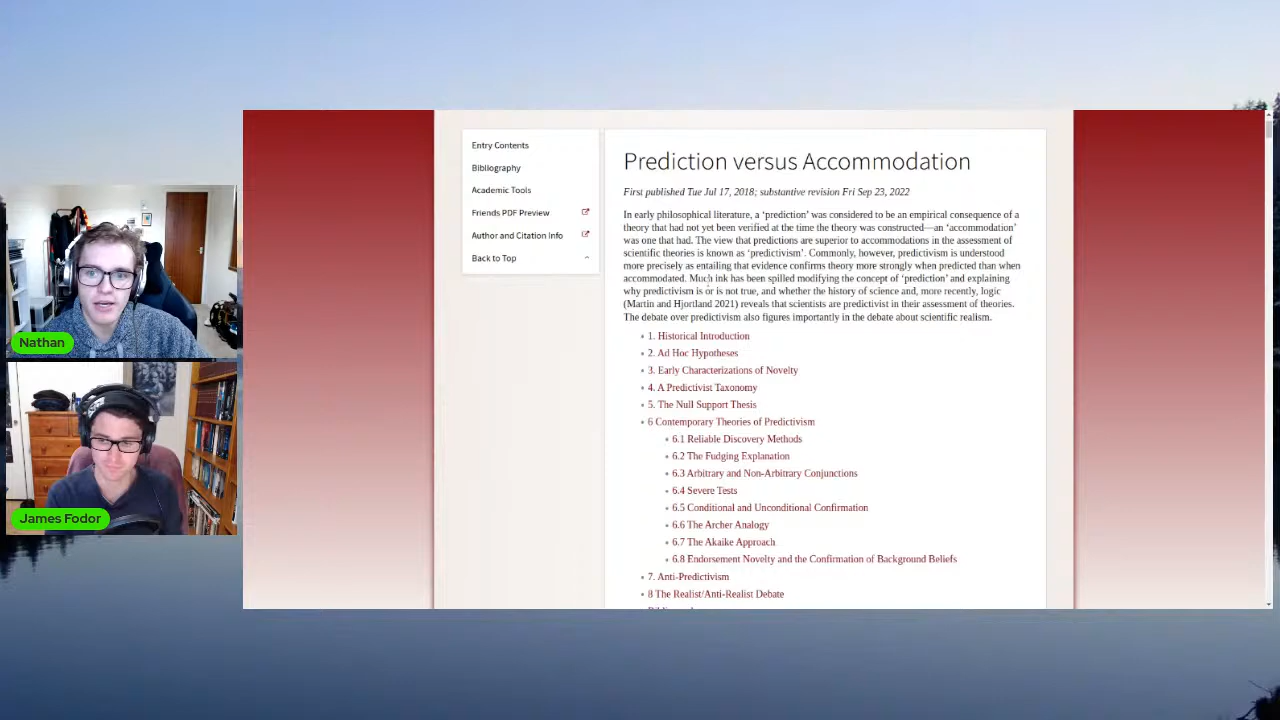 Entry Contents
Bibliography
Academic Tools
Friends PDF Preview
Author and Citation Info
Back to Top
Prediction versus Accommodation
First published Tue Jul 17, 2018; substantive revision Fri Sep 23, 2022
In early philosophical literature, a ‘prediction’ was considered to be an empirical consequence of a
theory that had not yet been verified at the time the theory was constructed—an ‘accommodation’
was one that had. The view that predictions are superior to accommodations in the assessment of
scientific theories is known as ‘predictivism’. Commonly, however, predictivism is understood
more precisely as entailing that evidence confirms theory more strongly when predicted than when
accommodated. Much ink has been spilled modifying the concept of ‘prediction’ and explaining
why predictivism is or is not true, and whether the history of science and, more recently, logic
(Martin and Hjortland 2021) reveals that scientists are predictivist in their assessment of theories.
The debate over predictivism also figures importantly in the debate about scientific realism.
• 1. Historical Introduction
• 2. Ad Hoc Hypotheses
• 3. Early Characterizations of Novelty
• 4. A Predictivist Taxonomy
• 5. The Null Support Thesis
• 6 Contemporary Theories of Predictivism
• 6.1 Reliable Discovery Methods
• 6.2 The Fudging Explanation
• 6.3 Arbitrary and Non-Arbitrary Conjunctions
• 6.4 Severe Tests
• 6.5 Conditional and Unconditional Confirmation
• 6.6 The Archer Analogy
• 6.7 The Akaike Approach
• 6.8 Endorsement Novelty and the Confirmation of Background Beliefs
• 7. Anti-Predictivism
• 8 The Realist/Anti-Realist Debate
Nathan
James Fodor